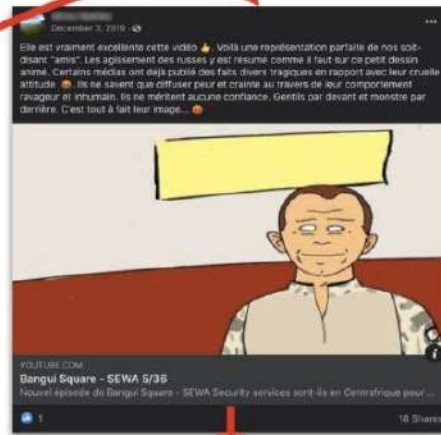 December 3, 2019
Elle est vraiment excellente cette vidéo 👍. Voilà une représentation parfaite de nos soit-
disant "amis". Les agissement des russes y est résumé comme il faut sur ce petit dessin
animé. Certains médias ont déjà publié des faits divers tragiques en rapport avec leur cruelle
attitude 😡. Ils ne savent que diffuser peur et crainte au travers de leur comportement
ravageur et inhumain. Ils ne méritent aucune confiance. Gentils par devant et monstre par
derrière. C'est tout à fait leur image... 😡
YOUTUBE.COM
Bangui Square - SEWA 5/36
Nouvel épisode de Bangui Square - SEWA Security services sont-ils en Centrafrique pour ...
1
18 Shares